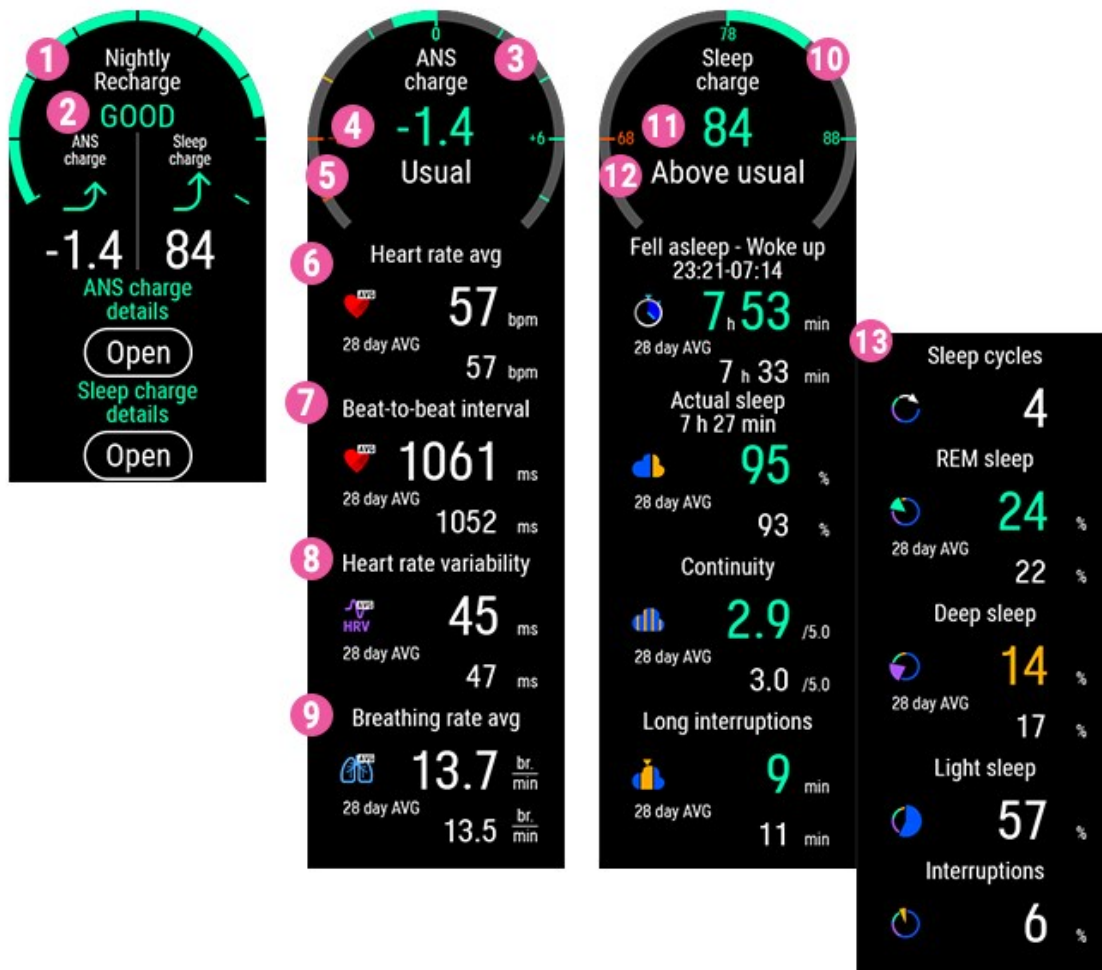 1
Nightly
Recharge
2
GOOD
ANS
charge
Sleep
charge
-1.4
84
ANS charge
details
Open
Sleep charge
details
Open
0
ANS
charge
3
4
-1.4
+6
5
Usual
6
Heart rate avg
AVG
57 bpm
28 day AVG
57 bpm
7
Beat-to-beat interval
AVG
1061 ms
28 day AVG
1052 ms
8
Heart rate variability
AVG
HRV
45 ms
28 day AVG
47 ms
9
Breathing rate avg
AVG
13.7 br. min
28 day AVG
13.5 br. min
78
Sleep
charge
10
68
11
84
88
12
Above usual
Fell asleep - Woke up
23:21-07:14
7 h 53 min
28 day AVG
7 h 33 min
Actual sleep
7 h 27 min
95 %
28 day AVG
93 %
Continuity
2.9 /5.0
28 day AVG
3.0 /5.0
Long interruptions
9 min
28 day AVG
11 min
13
Sleep cycles
4
REM sleep
24 %
28 day AVG
22 %
Deep sleep
14 %
28 day AVG
17 %
Light sleep
57 %
Interruptions
6 %